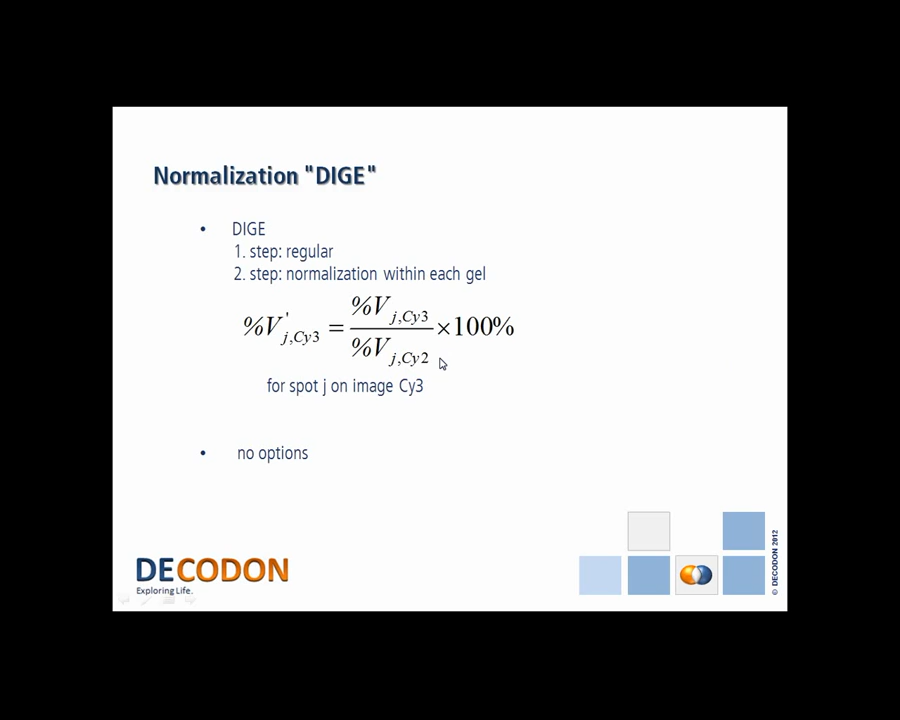 Normalization "DIGE"
• DIGE
1. step: regular
2. step: normalization within each gel
%V'j,Cy3 = %Vj,Cy3 / %Vj,Cy2 ×100%
for spot j on image Cy3
• no options
DECODON
Exploring Life.
© DECODON 2012